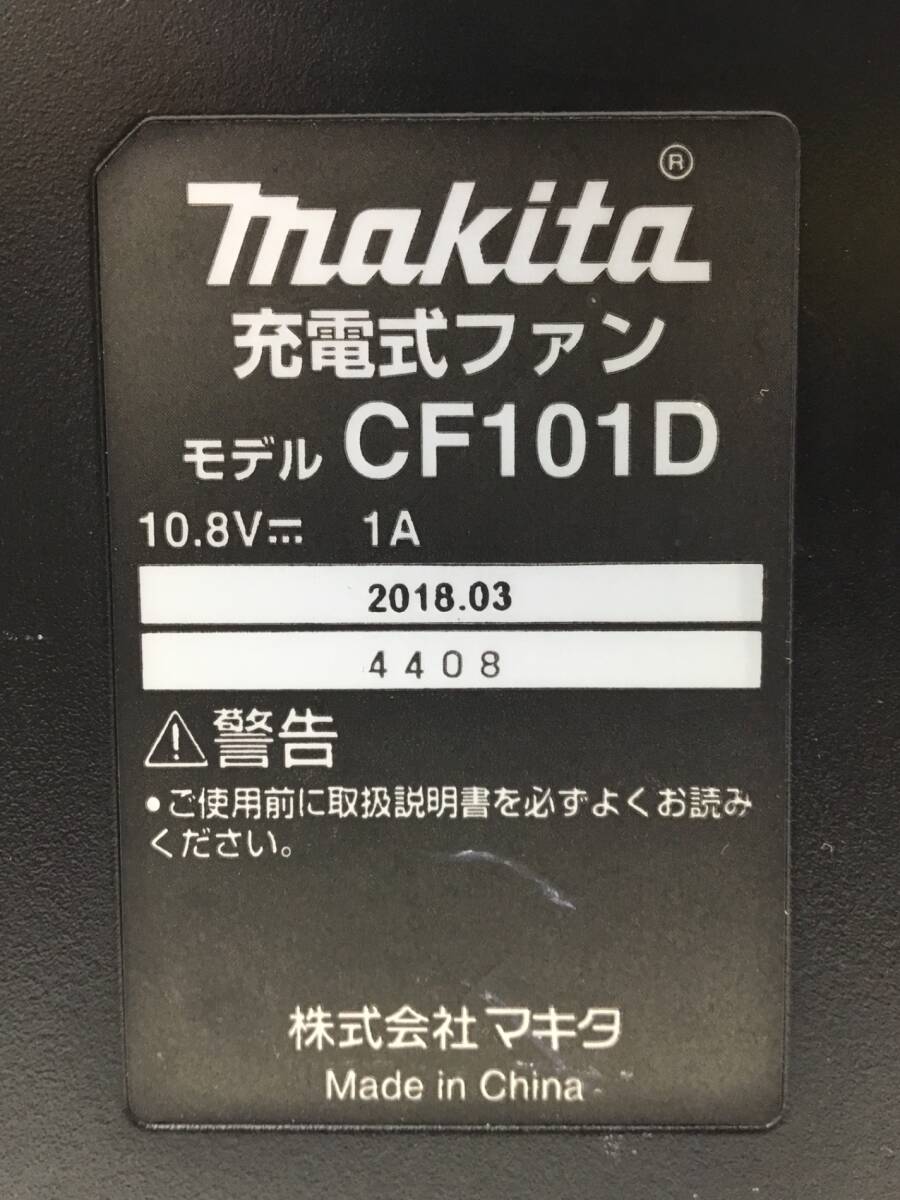 makita®
充電式ファン
モデル CF101D
10.8V⎓ 1A
2018.03
4408
⚠警告
•ご使用前に取扱説明書を必ずよくお読み
ください。
株式会社マキタ
Made in China